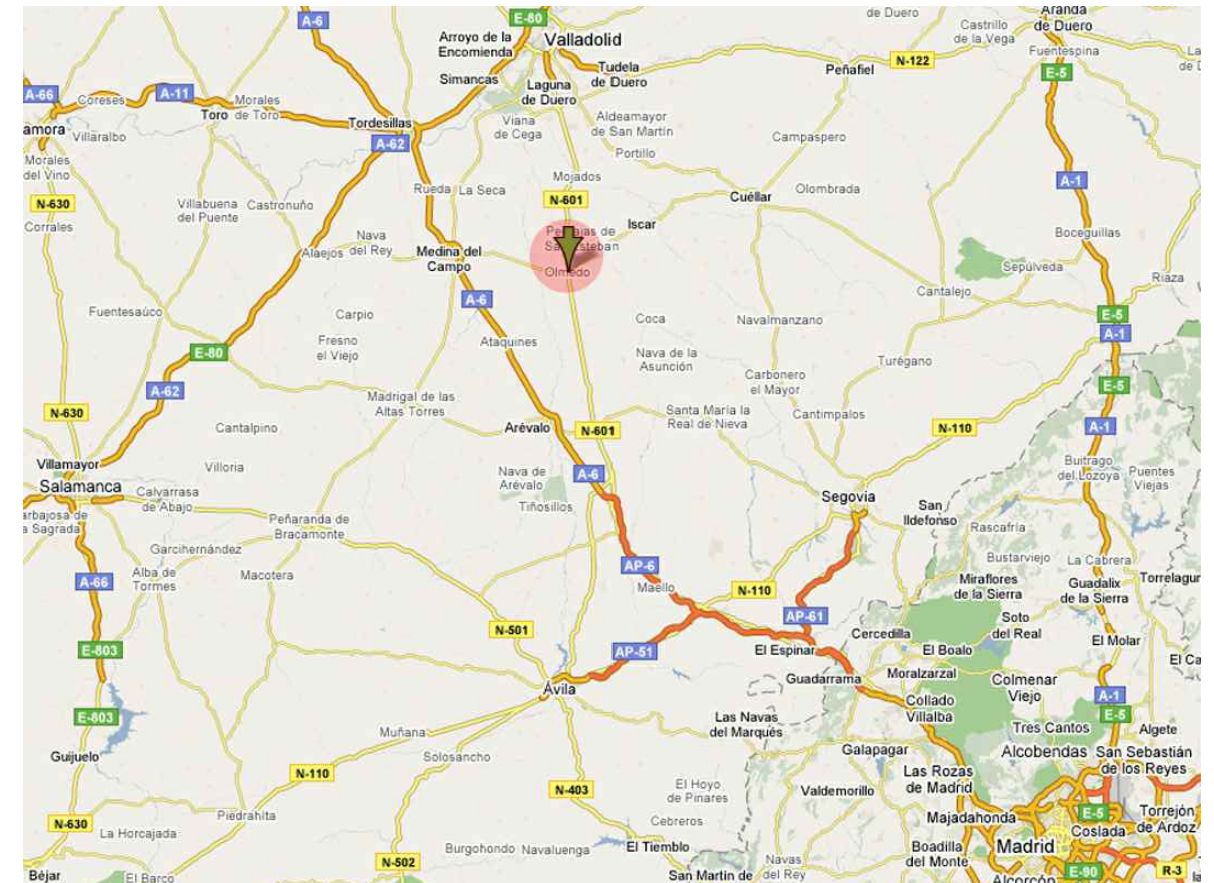 A-6
E-80
de Duero
Aranda
de Duero
Arroyo de la
Encomienda
Valladolid
Castrillo
de la Vega
Fuentespina
La
de D
Simancas
Tudela
de Duero
Peñafiel
N-122
E-5
A-66
Coreses
A-11
Morales
de Toro
Toro
Laguna
de Duero
amora
Villaralbo
Tordesillas
Viana
de Cega
Aldeamayor
de San Martín
Campaspero
A-62
Portillo
Morales
del Vino
Mojados
A-1
N-630
Villabuena
del Puente
Castronuño
Rueda
La Seca
N-601
Cuéllar
Olombrada
Corrales
Iscar
Boceguillas
Nava
del Rey
Alaejos
Medina del
Campo
San Esteban
Olmedo
Sepúlveda
Riaza
A-6
Cantalejo
Fuentesaúco
Carpio
Coca
Navalmanzano
E-5
A-1
E-80
Fresno
el Viejo
Ataquines
Nava de la
Asunción
Turégano
A-62
Madrigal de las
Altas Torres
Carbonero
el Mayor
E-5
N-630
Santa María la
Real de Nieva
Cantimpalos
Cantalpino
Arévalo
N-601
N-110
A-1
Villamayor
Villoria
Nava de
Arévalo
A-6
Buitrago
del Lozoya
Puentes
Viejas
Salamanca
Calvarrasa
de Abajo
Tiñosillos
Segovia
San
Ildefonso
arbajosa de
a Sagrada
Peñaranda de
Bracamonte
Rascafría
Garcihernández
Bustarviejo
La Cabrera
A-66
Alba de
Tormes
Macotera
AP-6
Maello
N-110
Miraflores
de la Sierra
Guadalix
de la Sierra
Torrelagur
AP-61
N-501
Cercedilla
Soto
del Real
El Molar
E-803
AP-51
El Espinar
El Boalo
El Ca
Ávila
Guadarrama
Moralzarzal
Colmenar
Viejo
A-1
E-803
Collado
Villalba
E-5
Muñana
Las Navas
del Marqués
Tres Cantos
Algete
Guijuelo
Solosancho
Galapagar
Alcobendas
San Sebastián
de los Reyes
N-110
El Hoyo
de Pinares
Las Rozas
de Madrid
N-403
Valdemorillo
N-630
Piedrahita
Cebreros
Majadahonda
E-5
Torrejón
de Ardoz
La Horcajada
Coslada
Burgohondo
Navaluenga
El Tiemblo
Boadilla
del Monte
Madrid
N-502
Navas
del Rey
E-90
R-3
Béjar
El Barco
San Martín de
Alcorcón
la